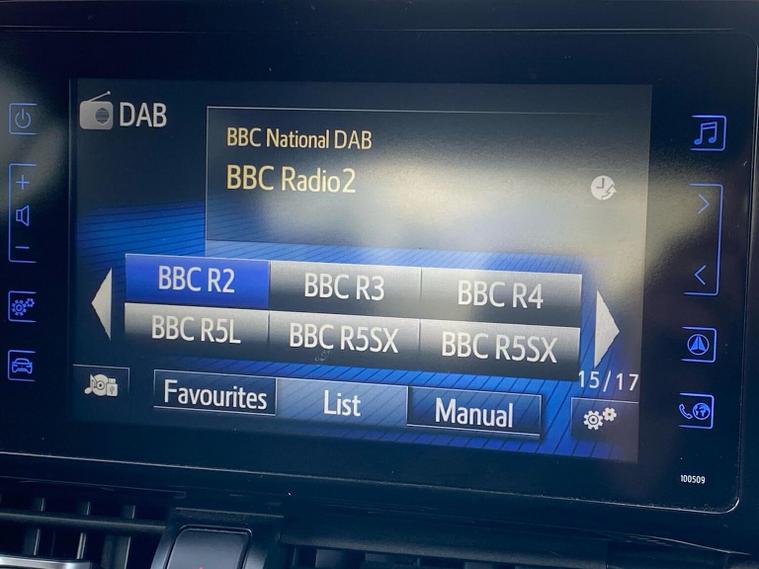 DAB
BBC National DAB
BBC Radio2
BBC R2 BBC R3 BBC R4
BBC R5L BBC R5SX BBC R5SX
15/17
Favourites List Manual
100509